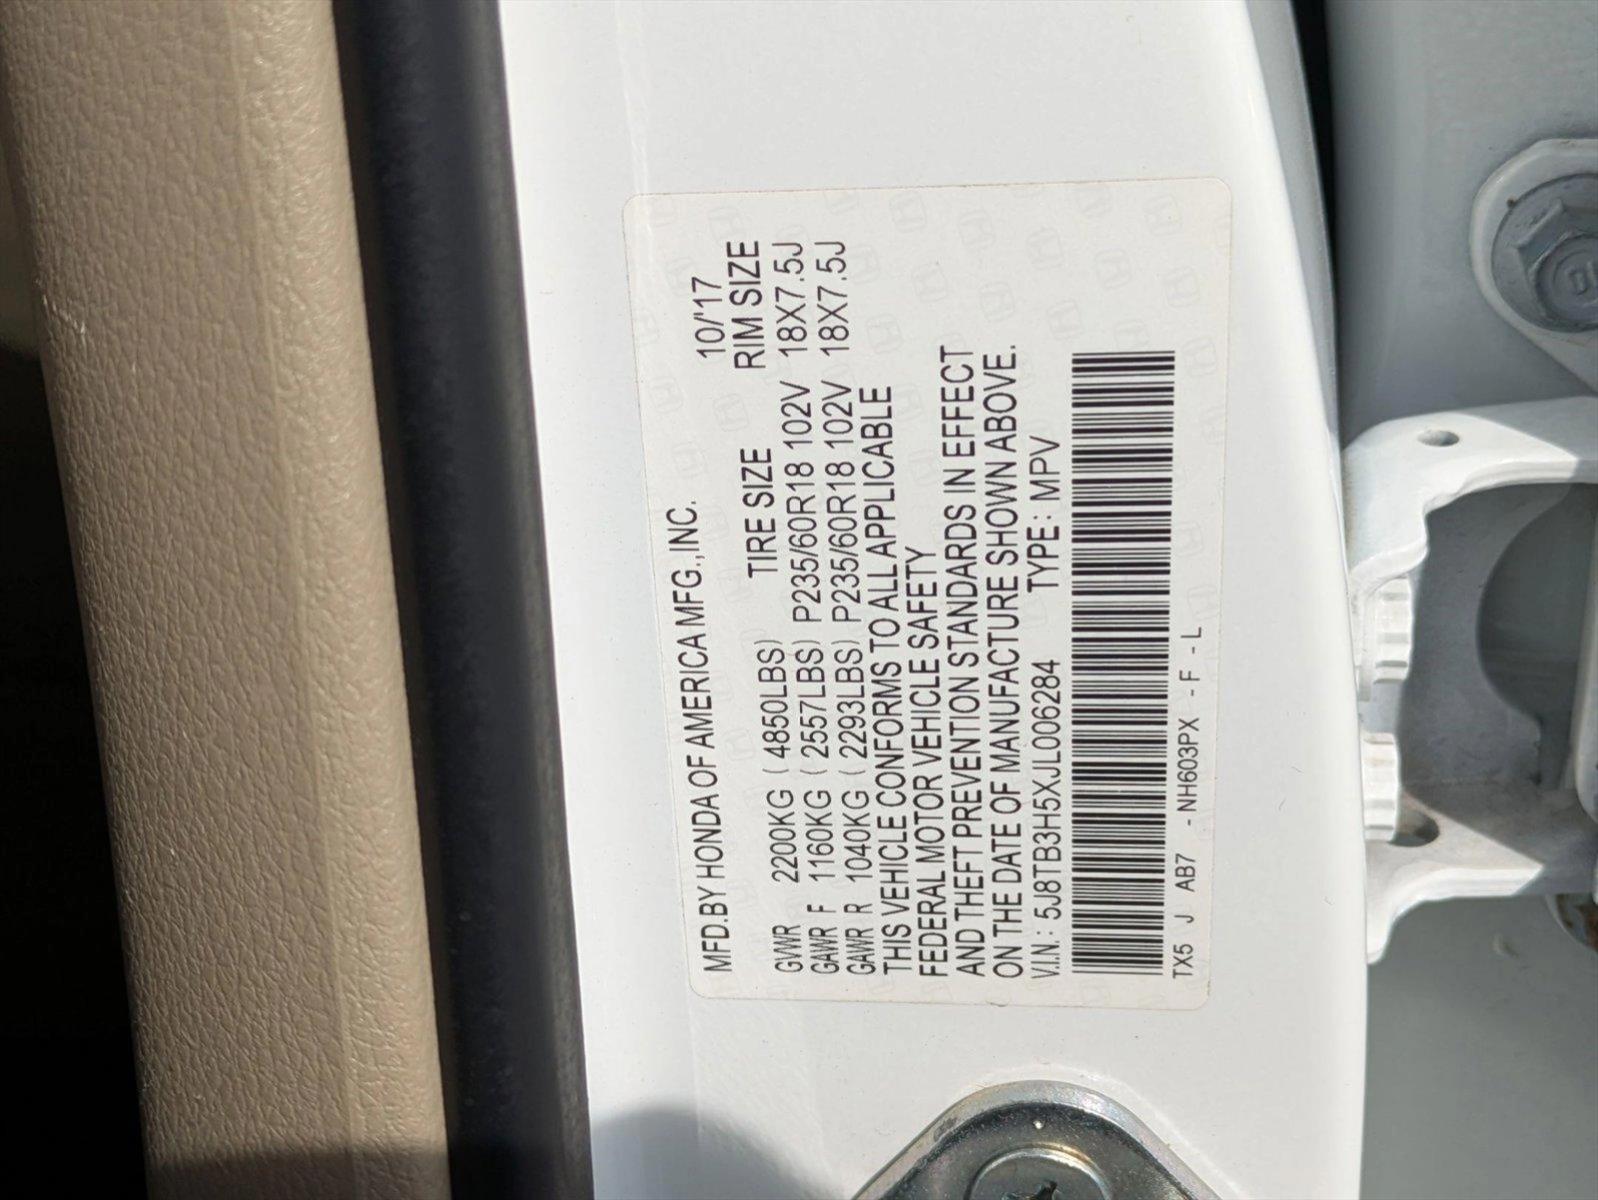 MFD.BY HONDA OF AMERICA MFG.,INC. 10/'17
TIRE SIZE RIM SIZE
GVWR 2200KG ( 4850LBS)
GAWR F 1160KG ( 2557LBS) P235/60R18 102V 18X7.5J
GAWR R 1040KG ( 2293LBS) P235/60R18 102V 18X7.5J
THIS VEHICLE CONFORMS TO ALL APPLICABLE
FEDERAL MOTOR VEHICLE SAFETY
AND THEFT PREVENTION STANDARDS IN EFFECT
ON THE DATE OF MANUFACTURE SHOWN ABOVE.
V.I.N.: 5J8TB3H5XJL006284 TYPE: MPV
TX5 J AB7 -NH603PX -F -L